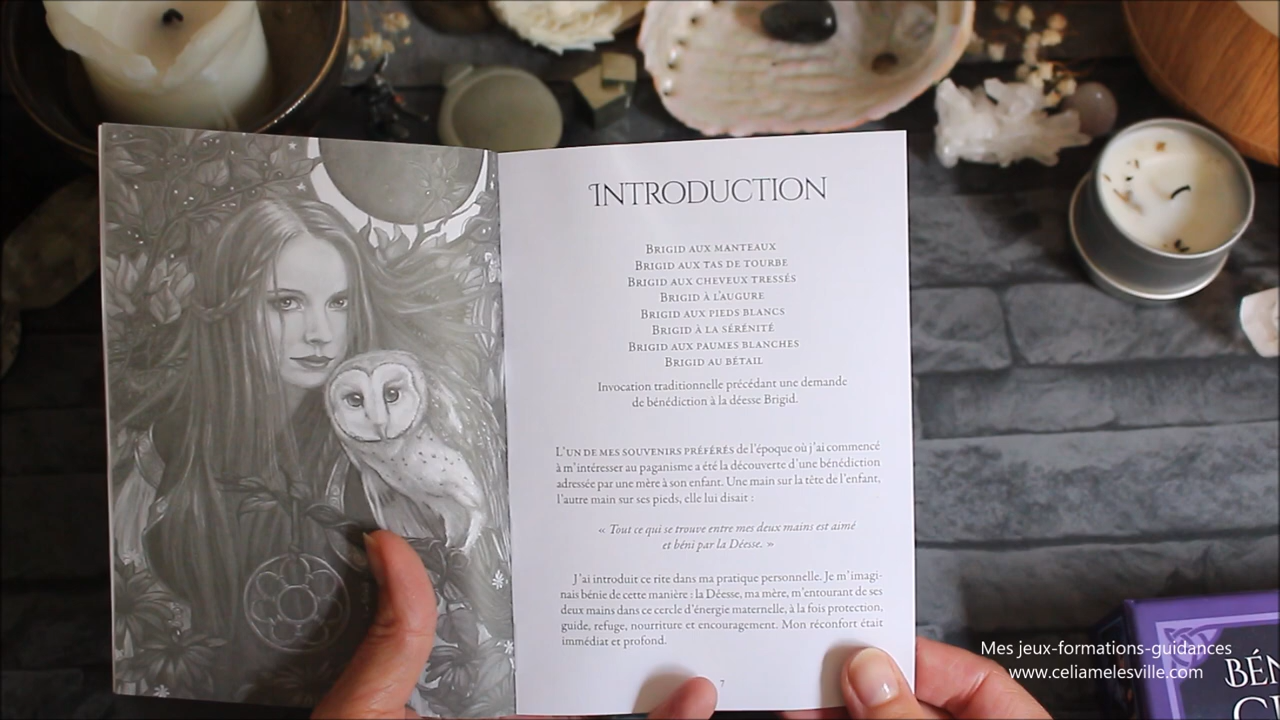 INTRODUCTION
BRIGID AUX MANTEAUX
BRIGID AUX TAS DE TOURBE
BRIGID AUX CHEVEUX TRESSÉS
BRIGID À L'AUGURE
BRIGID AUX PIEDS BLANCS
BRIGID À LA SÉRÉNITÉ
BRIGID AUX PAUMES BLANCHES
BRIGID AU BÉTAIL
Invocation traditionnelle précédant une demande
de bénédiction à la déesse Brigid.
L'UN DE MES SOUVENIRS PRÉFÉRÉS de l'époque où j'ai commencé
à m'intéresser au paganisme a été la découverte d'une bénédiction
adressée par une mère à son enfant. Une main sur la tête de l'enfant,
l'autre main sur ses pieds, elle lui disait :
« Tout ce qui se trouve entre mes deux mains est aimé
et béni par la Déesse. »
J'ai introduit ce rite dans ma pratique personnelle. Je m'imagi-
nais bénie de cette manière : la Déesse, ma mère, m'entourant de ses
deux mains dans ce cercle d'énergie maternelle, à la fois protection,
guide, refuge, nourriture et encouragement. Mon réconfort était
immédiat et profond.
7
Mes jeux-formations-guidances
www.celiamelesville.com